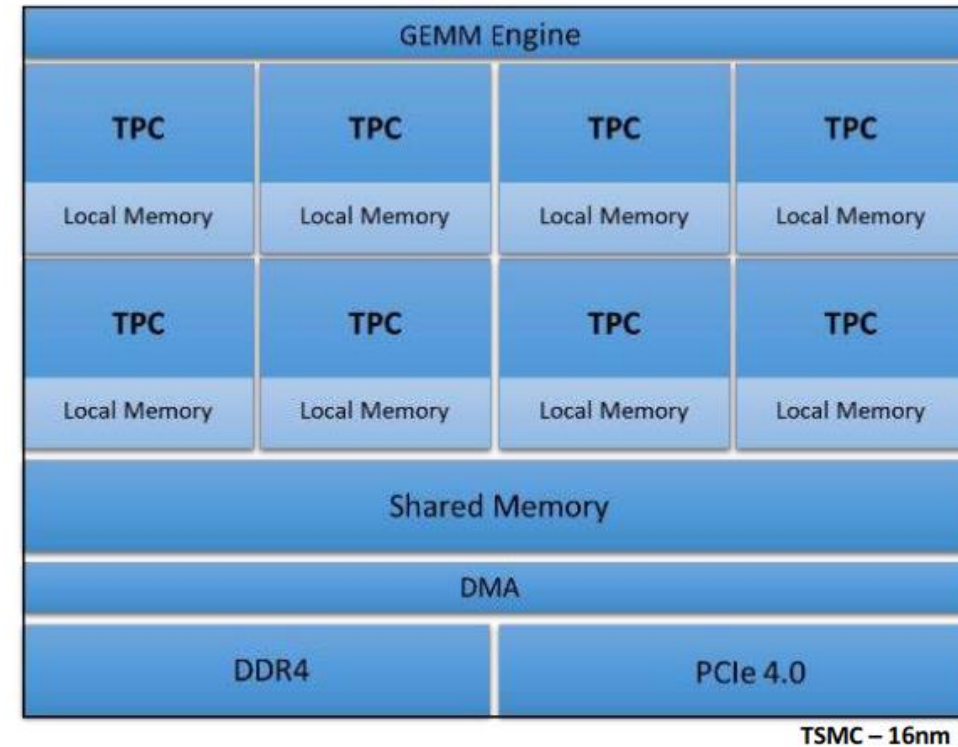 GEMM Engine
TPC TPC TPC TPC
Local Memory Local Memory Local Memory Local Memory
TPC TPC TPC TPC
Local Memory Local Memory Local Memory Local Memory
Shared Memory
DMA
DDR4 PCIe 4.0
TSMC – 16nm